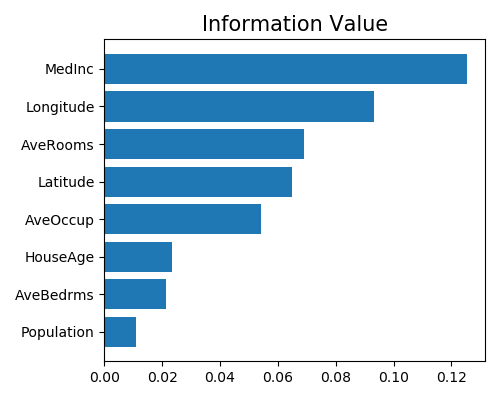 Information Value
MedInc
Longitude
AveRooms
Latitude
AveOccup
HouseAge
AveBedrms
Population
0.00 0.02 0.04 0.06 0.08 0.10 0.12